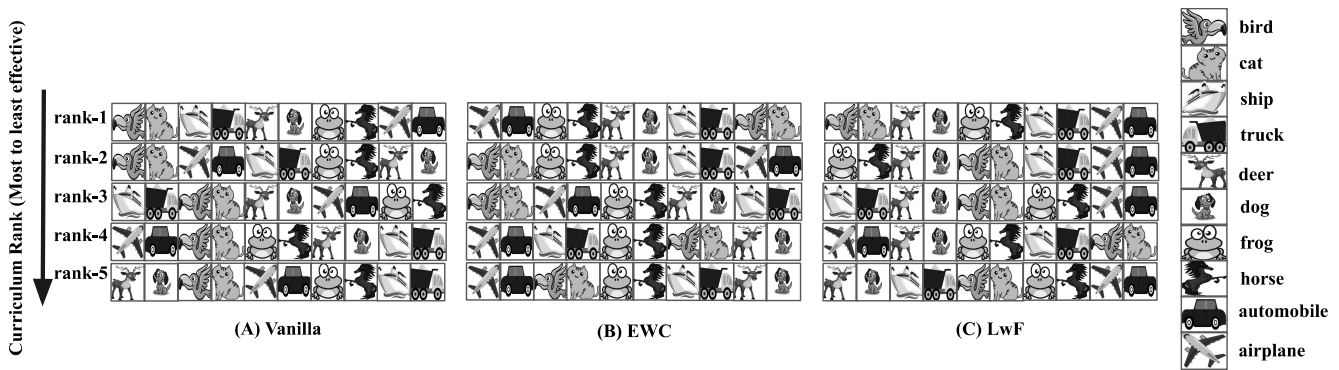 Curriculum Rank (Most to least effective)
rank-1
rank-2
rank-3
rank-4
rank-5
(A) Vanilla
(B) EWC
(C) LwF
bird
cat
ship
truck
deer
dog
frog
horse
automobile
airplane